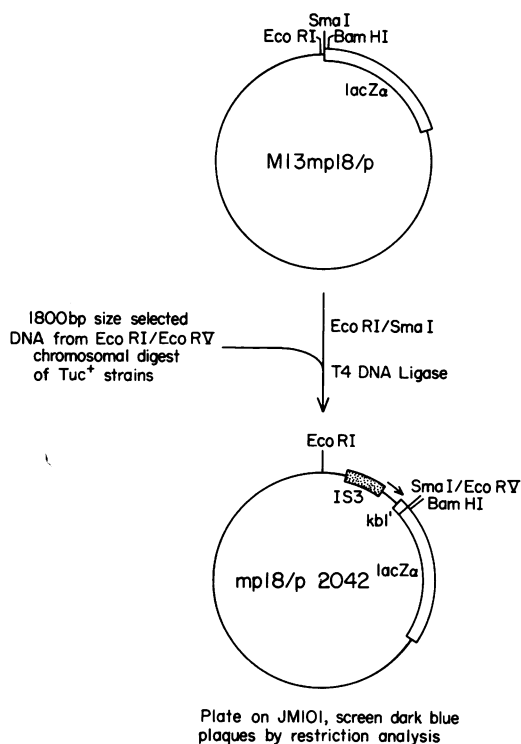 Sma I
Eco RI
Bam HI
lacZα
M13mp18/p
1800bp size selected
DNA from Eco RI/Eco RV
chromosomal digest
of Tuc+ strains
Eco RI/Sma I
T4 DNA Ligase
Eco RI
IS3
Sma I/Eco RV
Bam HI
kbl'
lacZα
mp18/p 2042
Plate on JM101, screen dark blue
plaques by restriction analysis